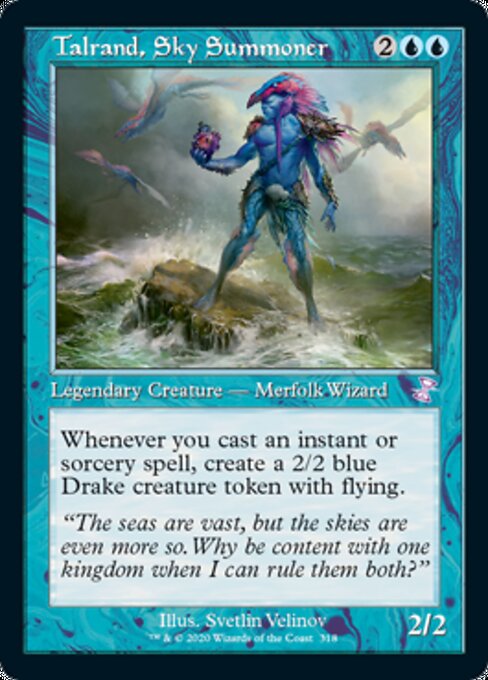 Talrand, Sky Summoner 2
Legendary Creature — Merfolk Wizard
Whenever you cast an instant or
sorcery spell, create a 2/2 blue
Drake creature token with flying.
“The seas are vast, but the skies are
even more so. Why be content with one
kingdom when I can rule them both?”
Illus. Svetlin Velinov
™ & © 2020 Wizards of the Coast 318
2/2